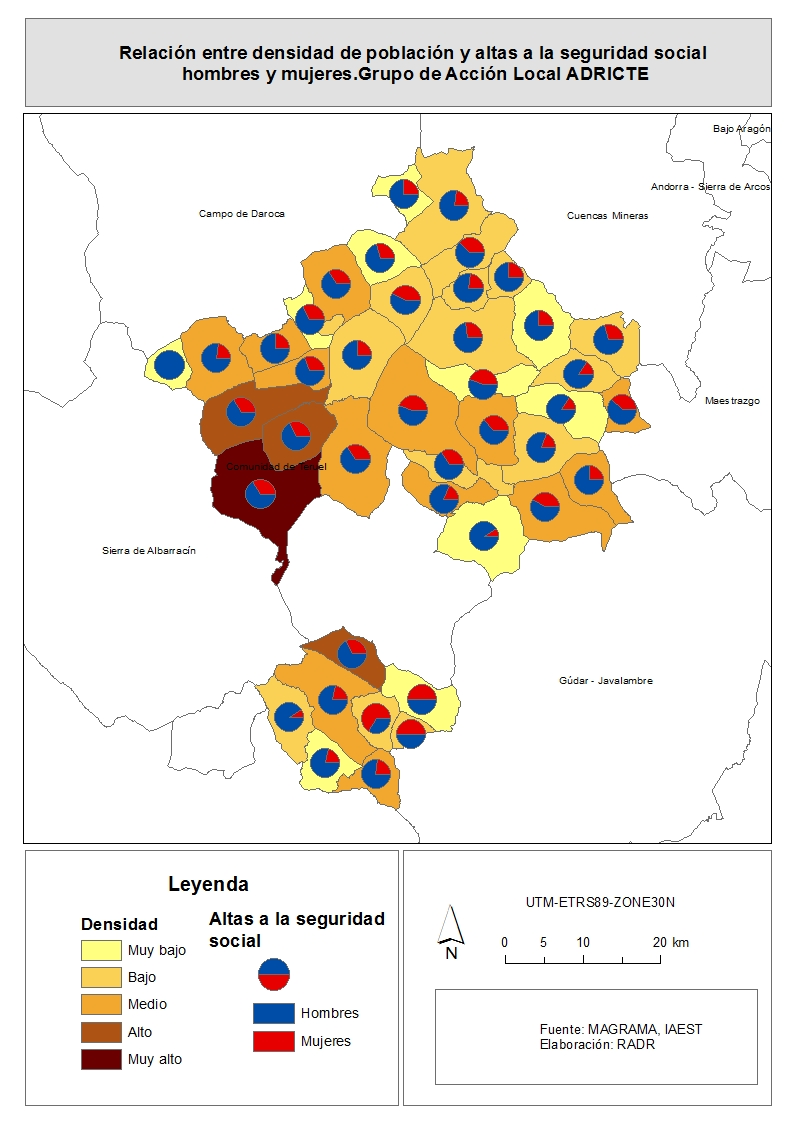 Relación entre densidad de población y altas a la seguridad social
hombres y mujeres.Grupo de Acción Local ADRICTE
Bajo Aragón
Andorra - Sierra de Arcos
Campo de Daroca
Cuencas Mineras
Maestrazgo
Comunidad de Teruel
Sierra de Albarracín
Gúdar - Javalambre
Leyenda
Densidad
Muy bajo
Bajo
Medio
Alto
Muy alto
Altas a la seguridad
social
Hombres
Mujeres
UTM-ETRS89-ZONE30N
N
0 5 10 20 km
Fuente: MAGRAMA, IAEST
Elaboración: RADR